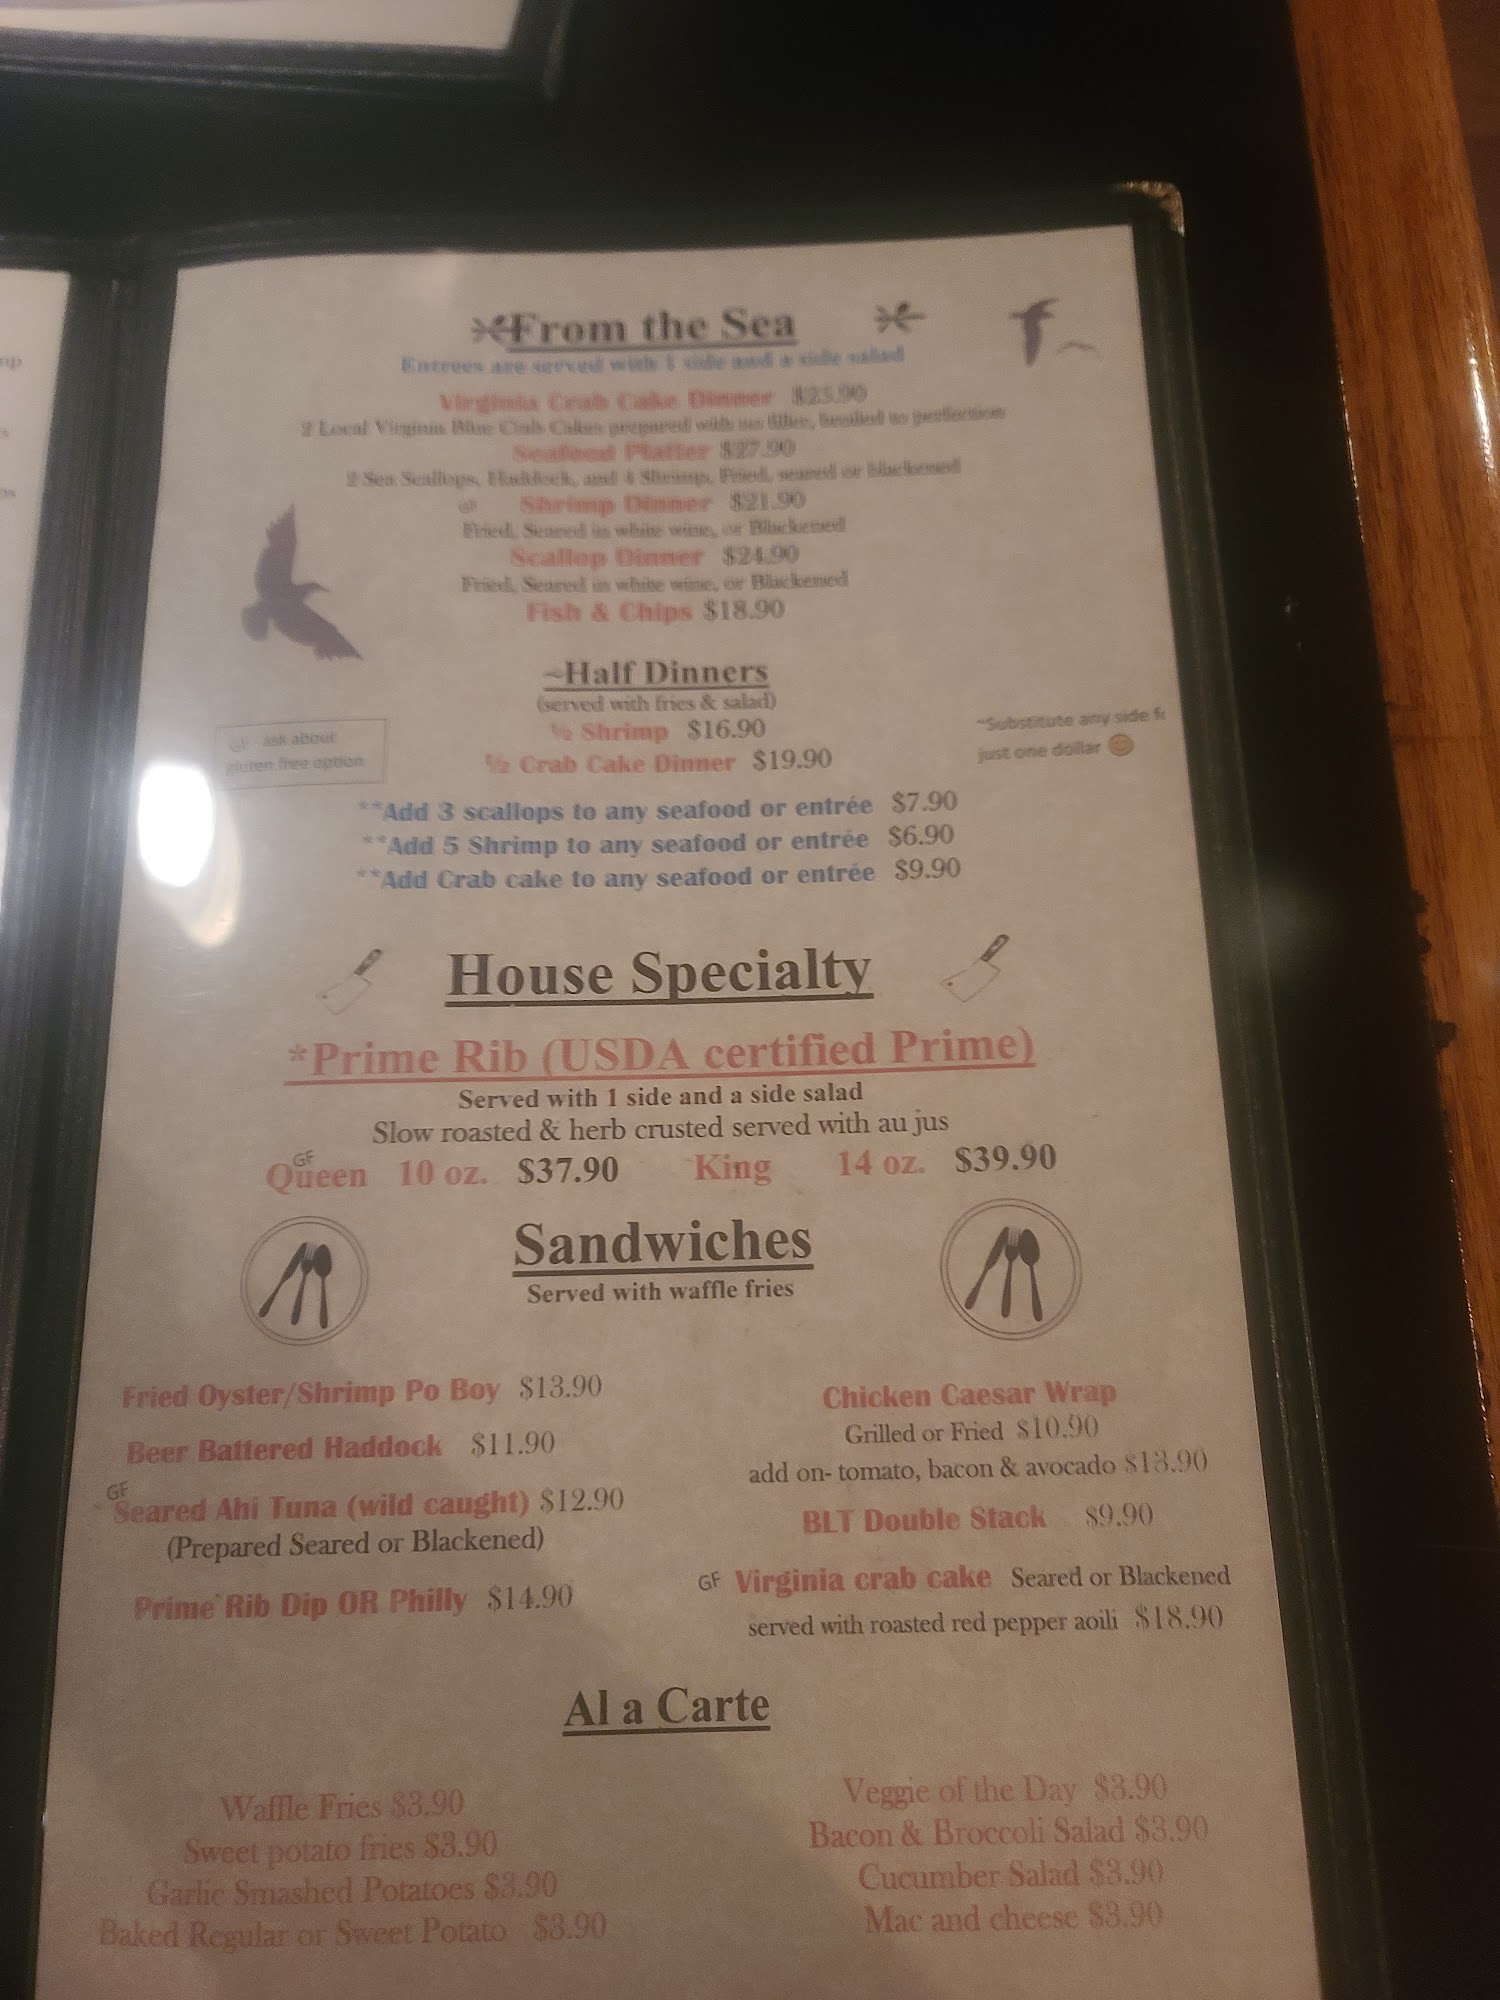 From the Sea
Entrees are served with 1 side and a side salad
Virginia Crab Cake Dinner $25.90
2 Local Virginia Blue Crab Cakes prepared with no filler, broiled to perfection
Seafood Platter $27.90
2 Sea Scallops, Haddock, and 4 Shrimp, Fried, seared or blackened
GF Shrimp Dinner $21.90
Fried, Seared in white wine, or Blackened
Scallop Dinner $24.90
Fried, Seared in white wine, or Blackened
Fish & Chips $18.90
~Half Dinners
(served with fries & salad)
½ Shrimp $16.90
½ Crab Cake Dinner $19.90
GF - ask about
gluten free option
~Substitute any side
just one dollar 🙂
**Add 3 scallops to any seafood or entrée $7.90
**Add 5 Shrimp to any seafood or entrée $6.90
**Add Crab cake to any seafood or entrée $9.90
House Specialty
*Prime Rib (USDA certified Prime)
Served with 1 side and a side salad
Slow roasted & herb crusted served with au jus
GF
Queen 10 oz. $37.90 King 14 oz. $39.90
Sandwiches
Served with waffle fries
Fried Oyster/Shrimp Po Boy $13.90
Beer Battered Haddock $11.90
GF
Seared Ahi Tuna (wild caught) $12.90
(Prepared Seared or Blackened)
Prime Rib Dip OR Philly $14.90
Chicken Caesar Wrap
Grilled or Fried $10.90
add on- tomato, bacon & avocado $13.90
BLT Double Stack $9.90
GF Virginia crab cake Seared or Blackened
served with roasted red pepper aoili $18.90
Al a Carte
Waffle Fries $3.90
Sweet potato fries $3.90
Garlic Smashed Potatoes $3.90
Baked Regular or Sweet Potato $3.90
Veggie of the Day $3.90
Bacon & Broccoli Salad $3.90
Cucumber Salad $3.90
Mac and cheese $3.90